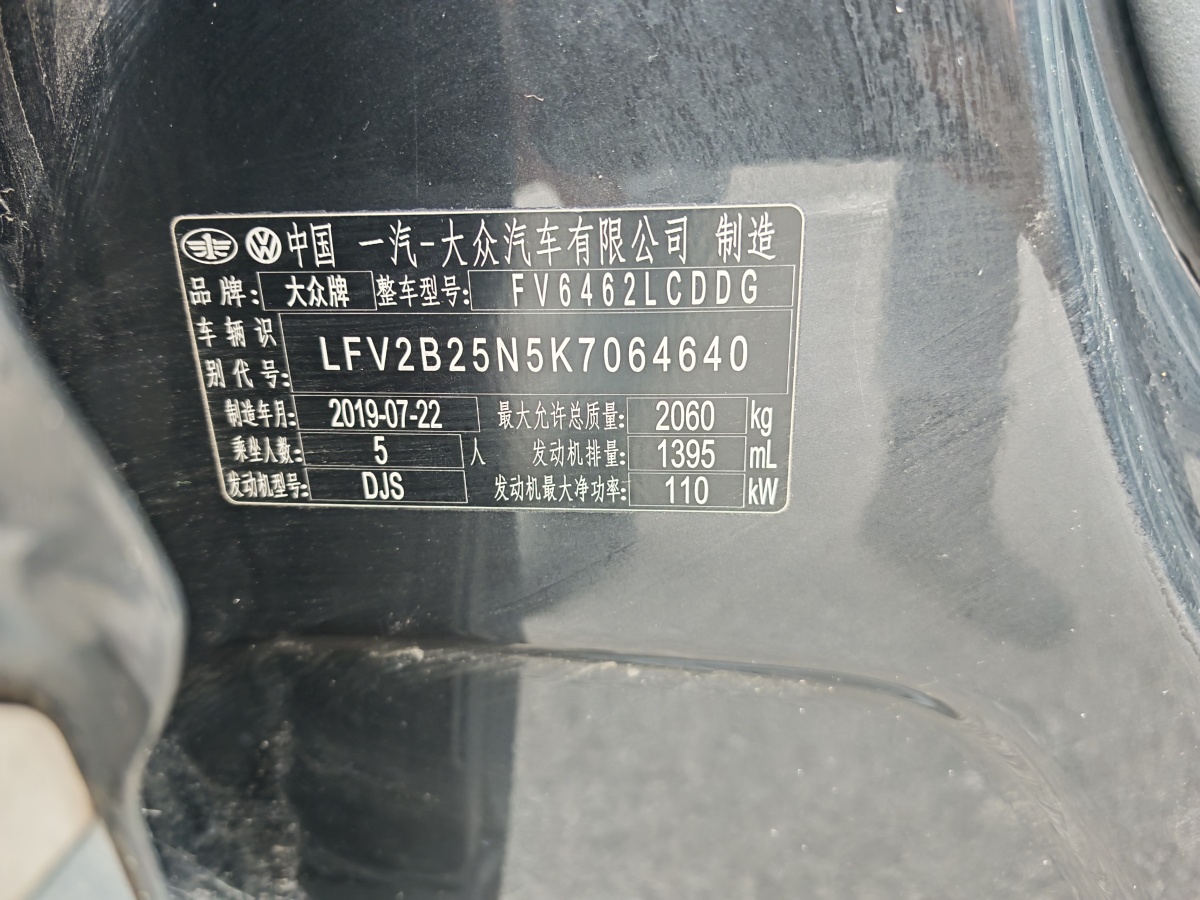 中国 一汽-大众汽车有限公司 制造
品牌: 大众牌 整车型号: FV6462LCDDG
车辆识别代号: LFV2B25N5K7064640
制造年月: 2019-07-22 最大允许总质量: 2060 kg
乘坐人数: 5 人 发动机排量: 1395 mL
发动机型号: DJS 发动机最大净功率: 110 kW